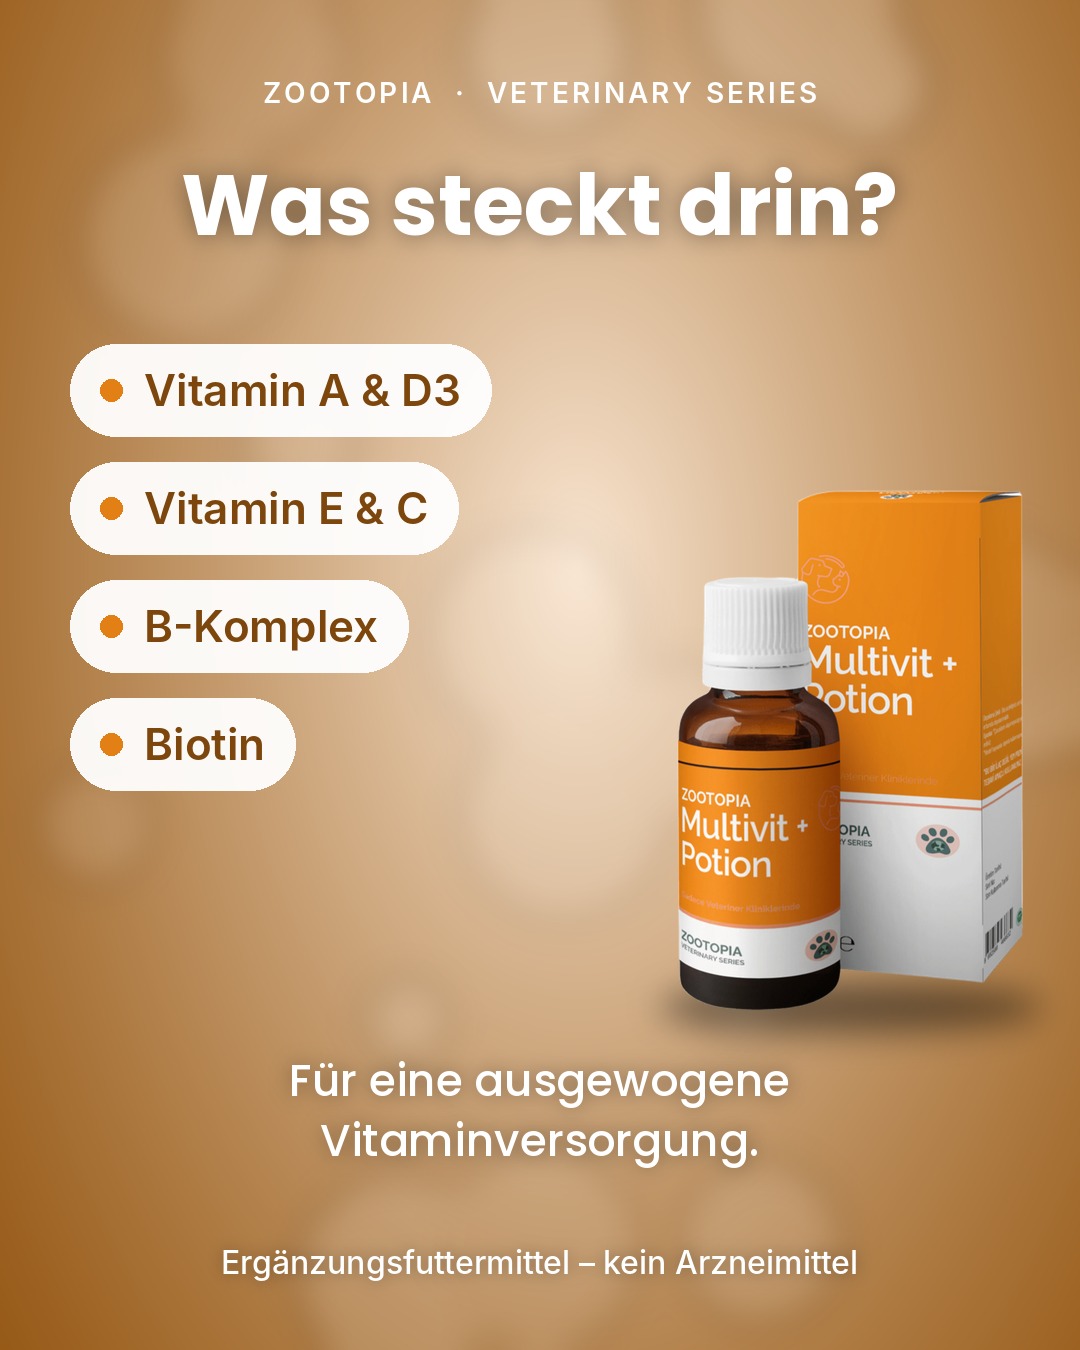 ZOOTOPIA · VETERINARY SERIES
Was steckt drin?
Vitamin A & D3
Vitamin E & C
B-Komplex
Biotin
ZOOTOPIA
Multivit +
Potion
ZOOTOPIA
Multivit +
Potion
ZOOTOPIA
VETERINARY SERIES
Für eine ausgewogene
Vitaminversorgung.
Ergänzungsfuttermittel – kein Arzneimittel